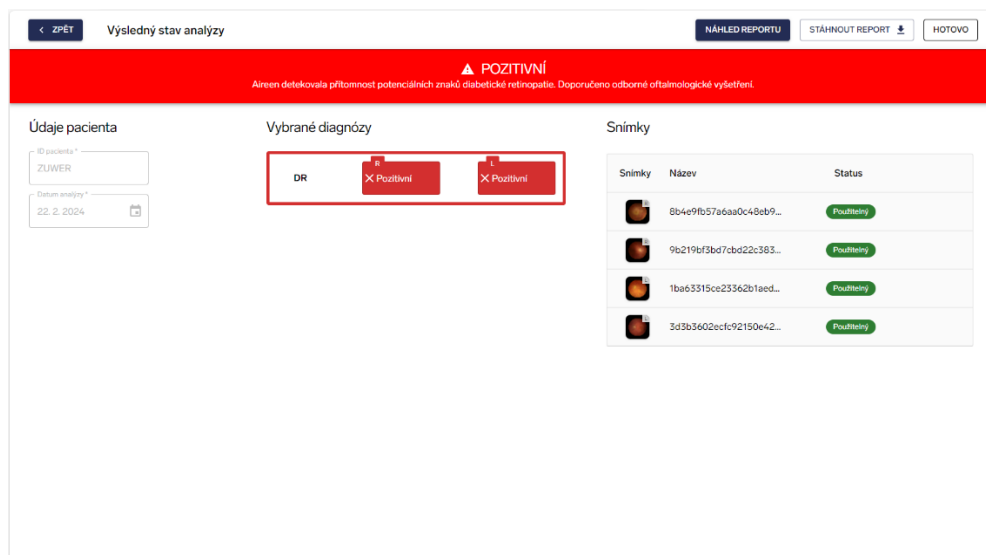 ZPĚT
Výsledný stav analýzy
NÁHLED REPORTU
STÁHNOUT REPORT
HOTOVO
POZITIVNÍ
Aireen detekovala přítomnost potenciálních znaků diabetické retinopatie. Doporučeno odborné oftalmologické vyšetření.
Údaje pacienta
ID pacienta *
ZUWER
Datum analýzy *
22. 2. 2024
Vybrané diagnózy
DR
R
Pozitivní
L
Pozitivní
Snímky
Snímky Název Status
8b4e9fb57a6aa0c48eb9... Použitelný
9b219bf3bd7cbd22c383... Použitelný
1ba63315ce23362b1aed... Použitelný
3d3b3602ecfc92150e42... Použitelný